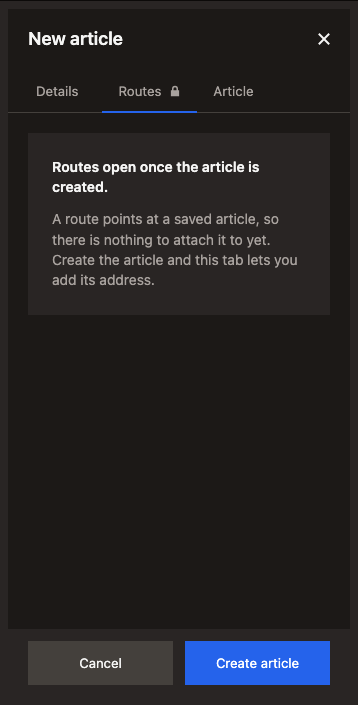 New article
Details
Routes
Article
Routes open once the article is
created.
A route points at a saved article, so
there is nothing to attach it to yet.
Create the article and this tab lets you
add its address.
Cancel
Create article